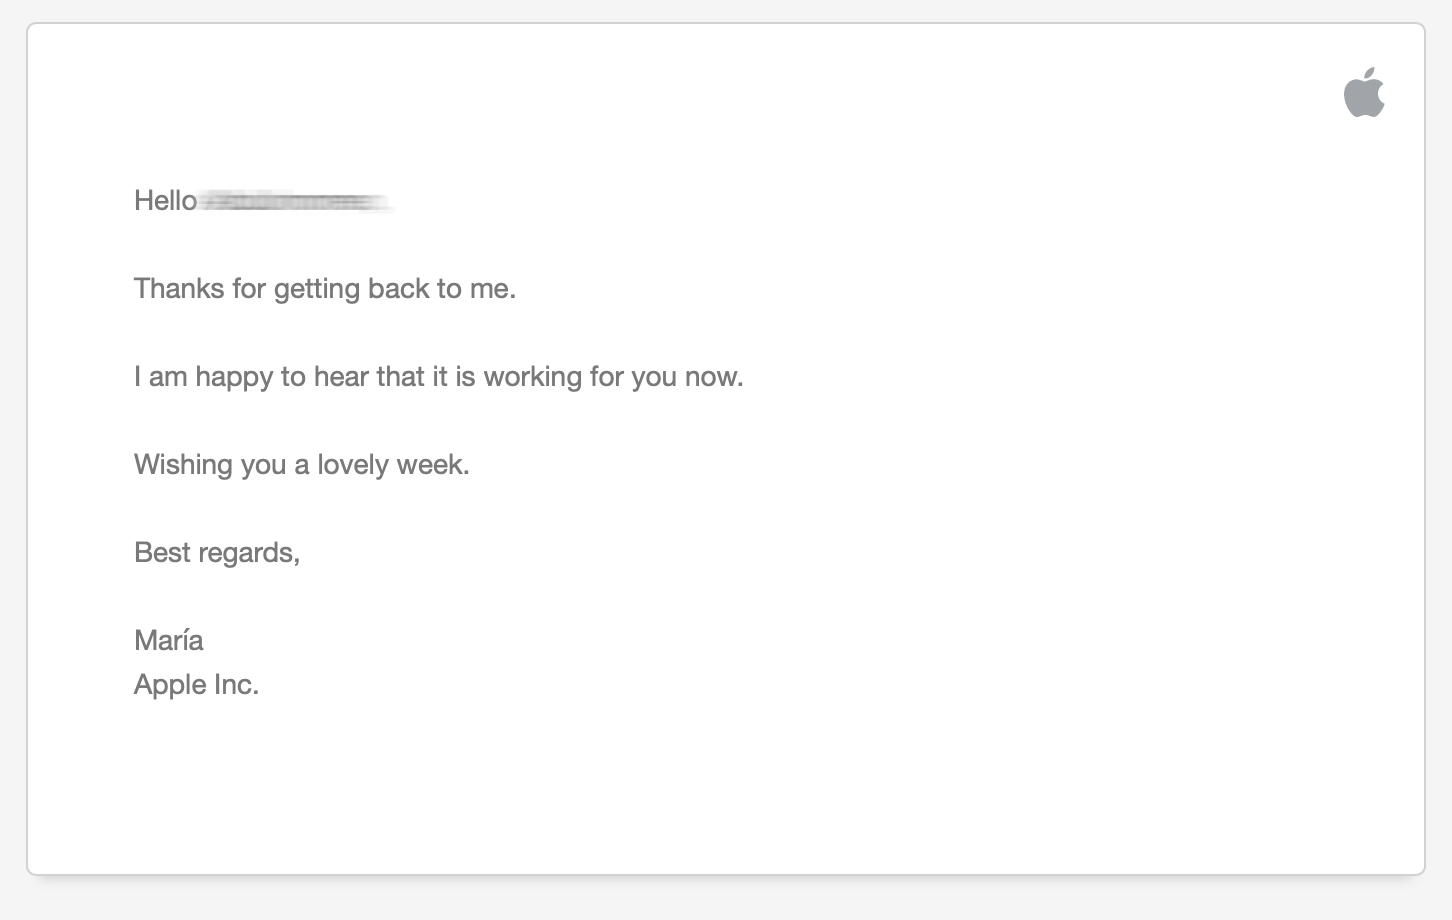 Hello
Thanks for getting back to me.
I am happy to hear that it is working for you now.
Wishing you a lovely week.
Best regards,
María
Apple Inc.